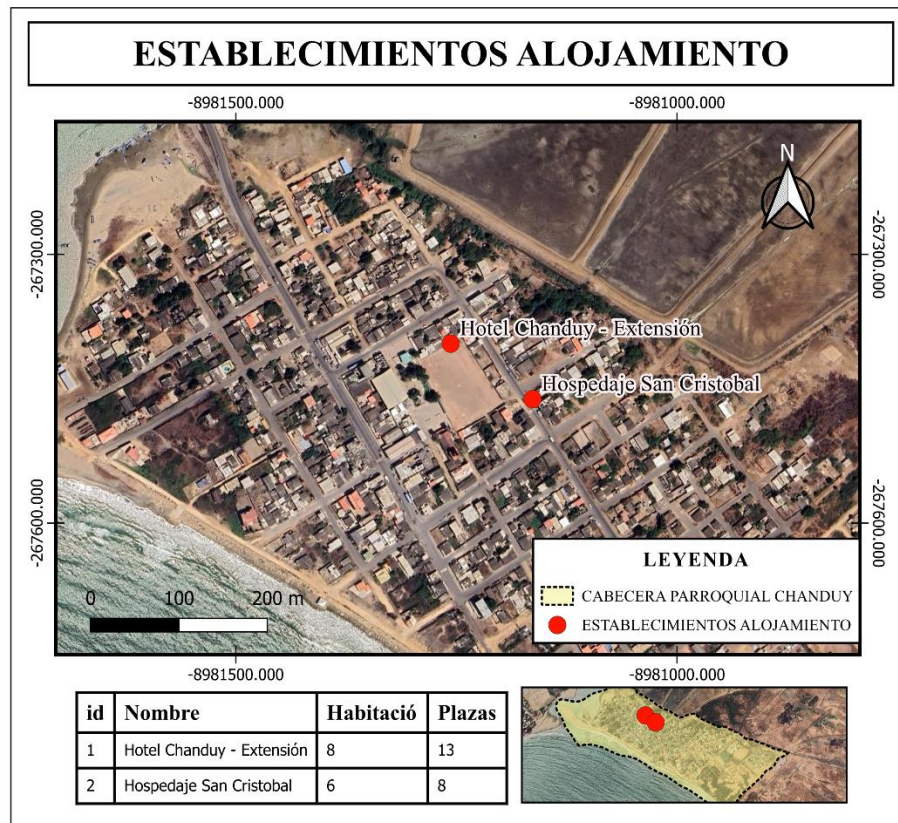 ESTABLECIMIENTOS ALOJAMIENTO
-8981500.000 -8981000.000
N
-267300.000 -267300.000
Hotel Chanduy - Extensión
Hospedaje San Cristobal
-267600.000 -267600.000
LEYENDA
CABECERA PARROQUIAL CHANDUY
ESTABLECIMIENTOS ALOJAMIENTO
0 100 200 m
-8981500.000 -8981000.000
id Nombre Habitació Plazas
1 Hotel Chanduy - Extensión 8 13
2 Hospedaje San Cristobal 6 8